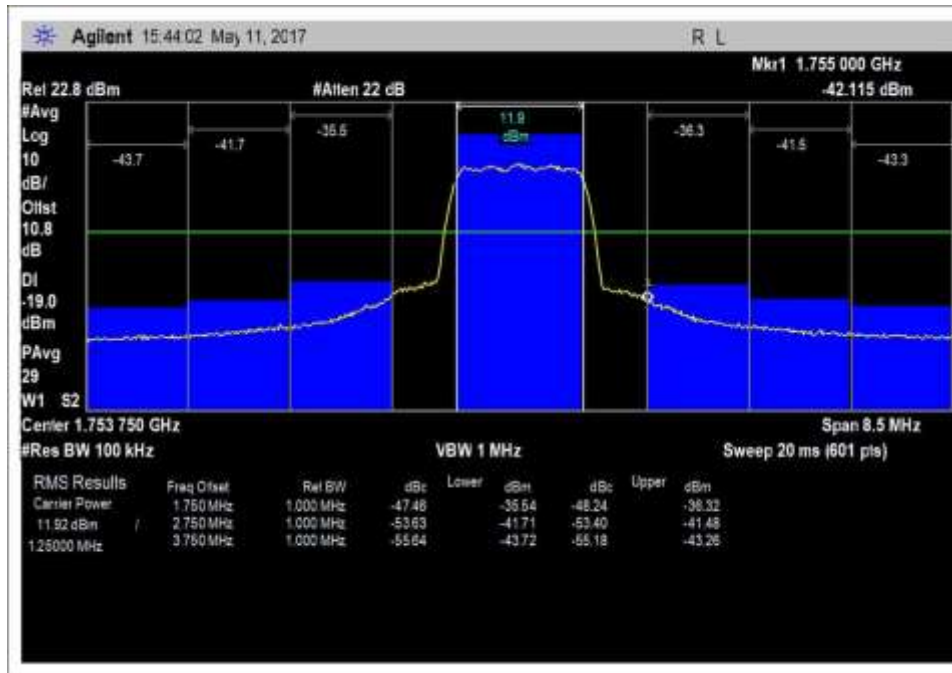 Agilent 15:44:02 May 11, 2017 R L
Mkr1 1.755 000 GHz
Ref 22.8 dBm #Atten 22 dB -42.115 dBm
#Avg
Log
10
dB/
Offst
10.8
dB
DI
-19.0
dBm
PAvg
29
W1 S2
-43.7 -41.7 -35.5 11.9 dBm -36.3 -41.5 -43.3
1
Center 1.753 750 GHz Span 8.5 MHz
#Res BW 100 kHz VBW 1 MHz Sweep 20 ms (601 pts)
RMS Results Freq Offset Ref BW dBc Lower dBm dBc Upper dBm
Carrier Power 1.750 MHz 1.000 MHz -47.46 -35.54 -48.24 -36.32
11.92 dBm / 2.750 MHz 1.000 MHz -53.63 -41.71 -53.40 -41.48
1.25000 MHz 3.750 MHz 1.000 MHz -55.64 -43.72 -55.18 -43.26